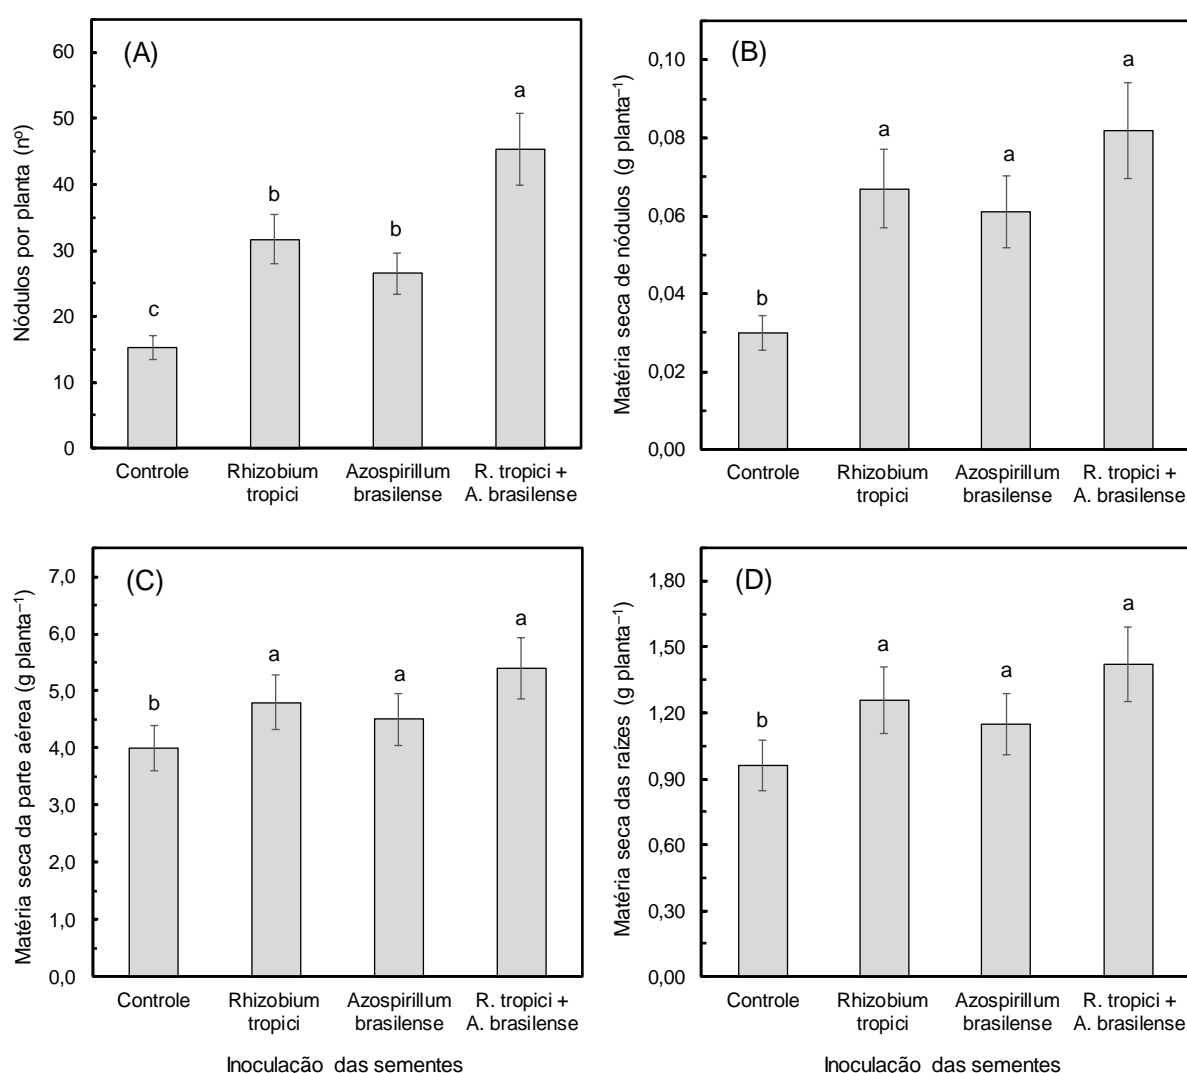 (A)
Nódulos por planta (nº)
60
50
40
30
20
10
0
c
b
b
a
Controle
Rhizobium
tropici
Azospirillum
brasilense
R. tropici +
A. brasilense
(B)
Matéria seca de nódulos (g planta⁻¹)
0,10
0,08
0,06
0,04
0,02
0,00
b
a
a
a
Controle
Rhizobium
tropici
Azospirillum
brasilense
R. tropici +
A. brasilense
(C)
Matéria seca da parte aérea (g planta⁻¹)
7,0
6,0
5,0
4,0
3,0
2,0
1,0
0,0
b
a
a
a
Controle
Rhizobium
tropici
Azospirillum
brasilense
R. tropici +
A. brasilense
Inoculação das sementes
(D)
Matéria seca das raízes (g planta⁻¹)
1,80
1,50
1,20
0,90
0,60
0,30
0,00
b
a
a
a
Controle
Rhizobium
tropici
Azospirillum
brasilense
R. tropici +
A. brasilense
Inoculação das sementes